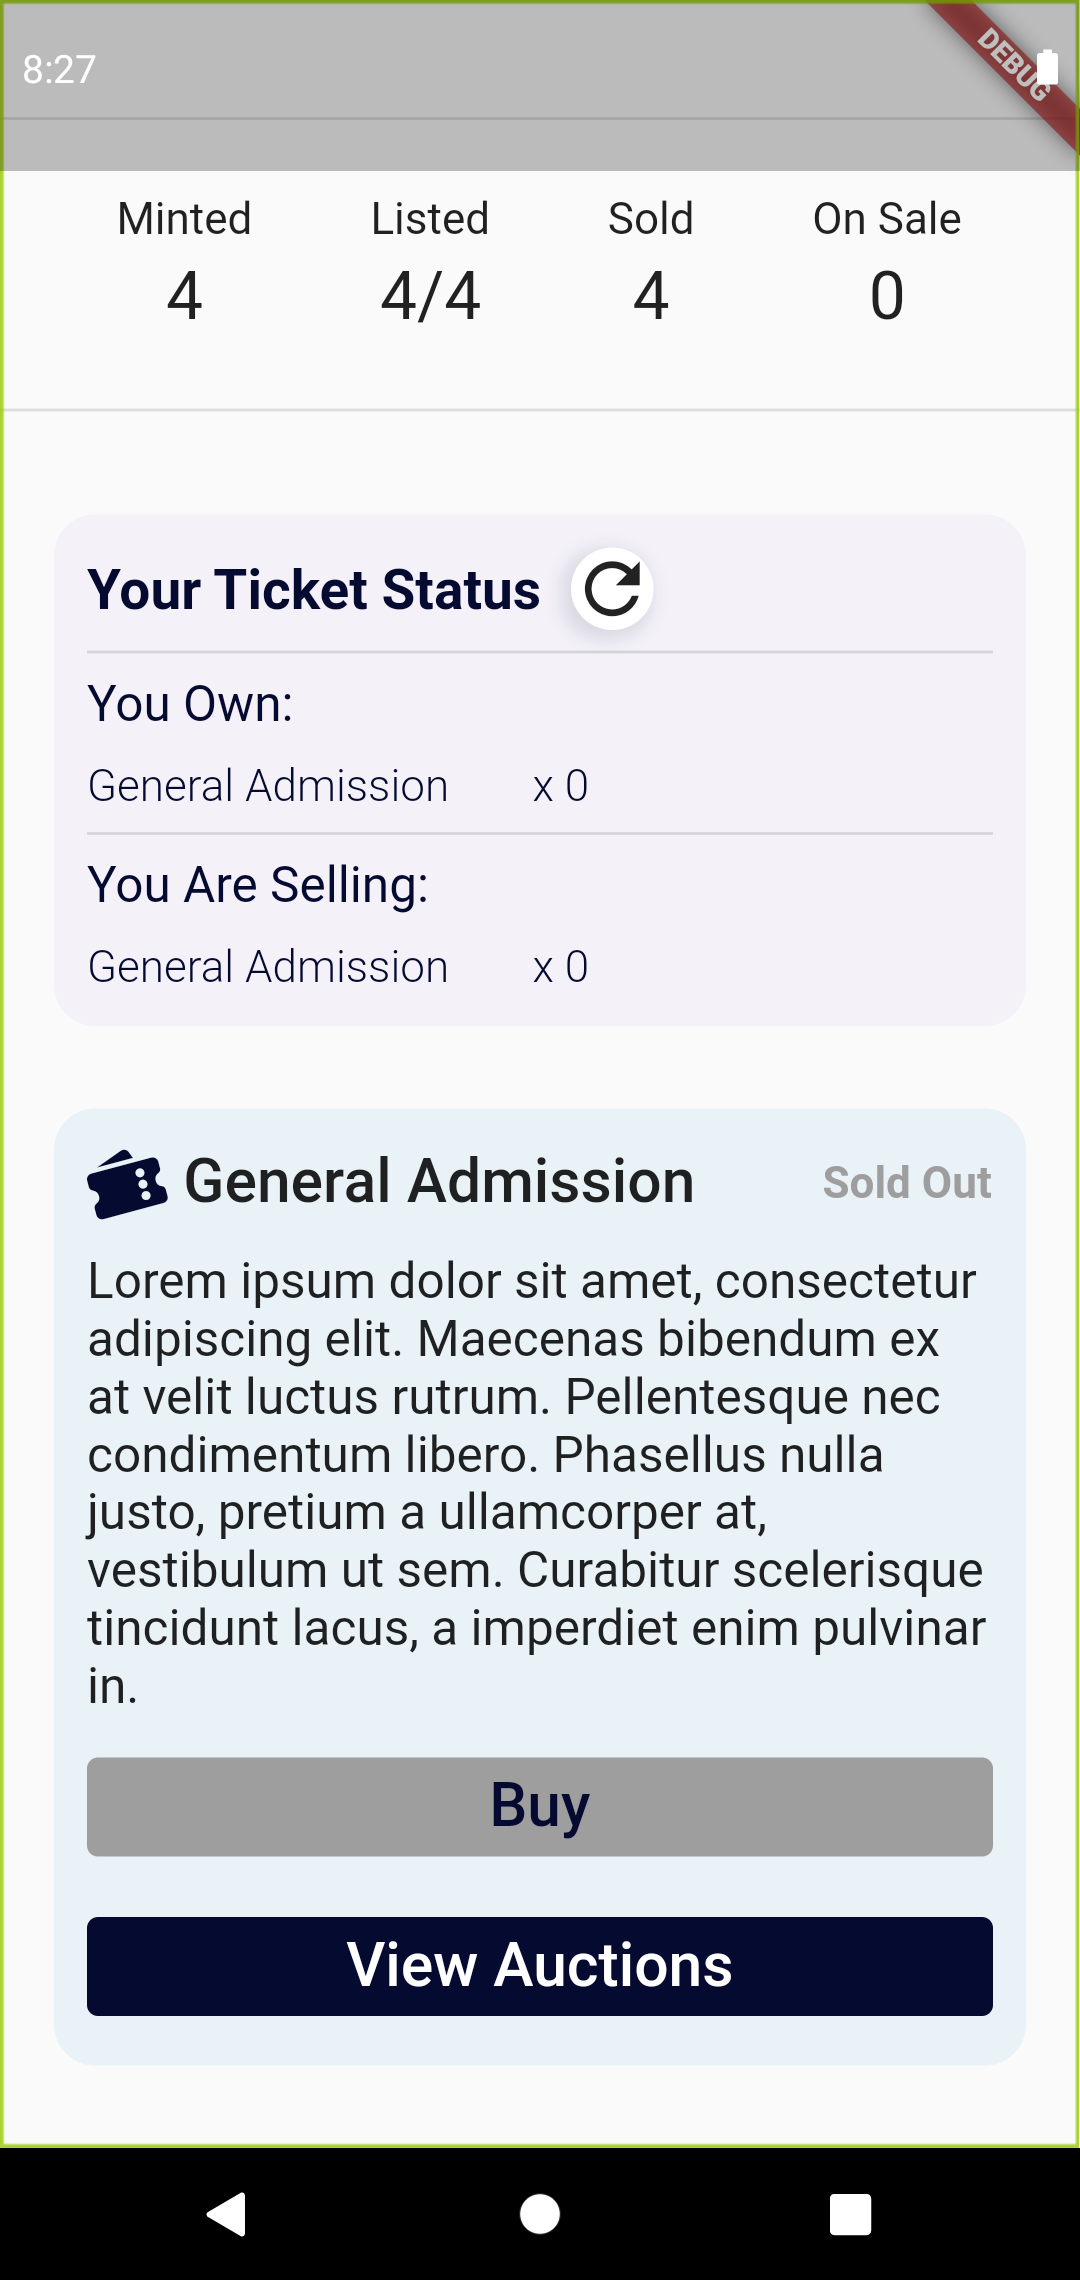 8:27
DEBUG
Minted Listed Sold On Sale
4 4/4 4 0
Your Ticket Status
You Own:
General Admission x 0
You Are Selling:
General Admission x 0
General Admission Sold Out
Lorem ipsum dolor sit amet, consectetur
adipiscing elit. Maecenas bibendum ex
at velit luctus rutrum. Pellentesque nec
condimentum libero. Phasellus nulla
justo, pretium a ullamcorper at,
vestibulum ut sem. Curabitur scelerisque
tincidunt lacus, a imperdiet enim pulvinar
in.
Buy
View Auctions